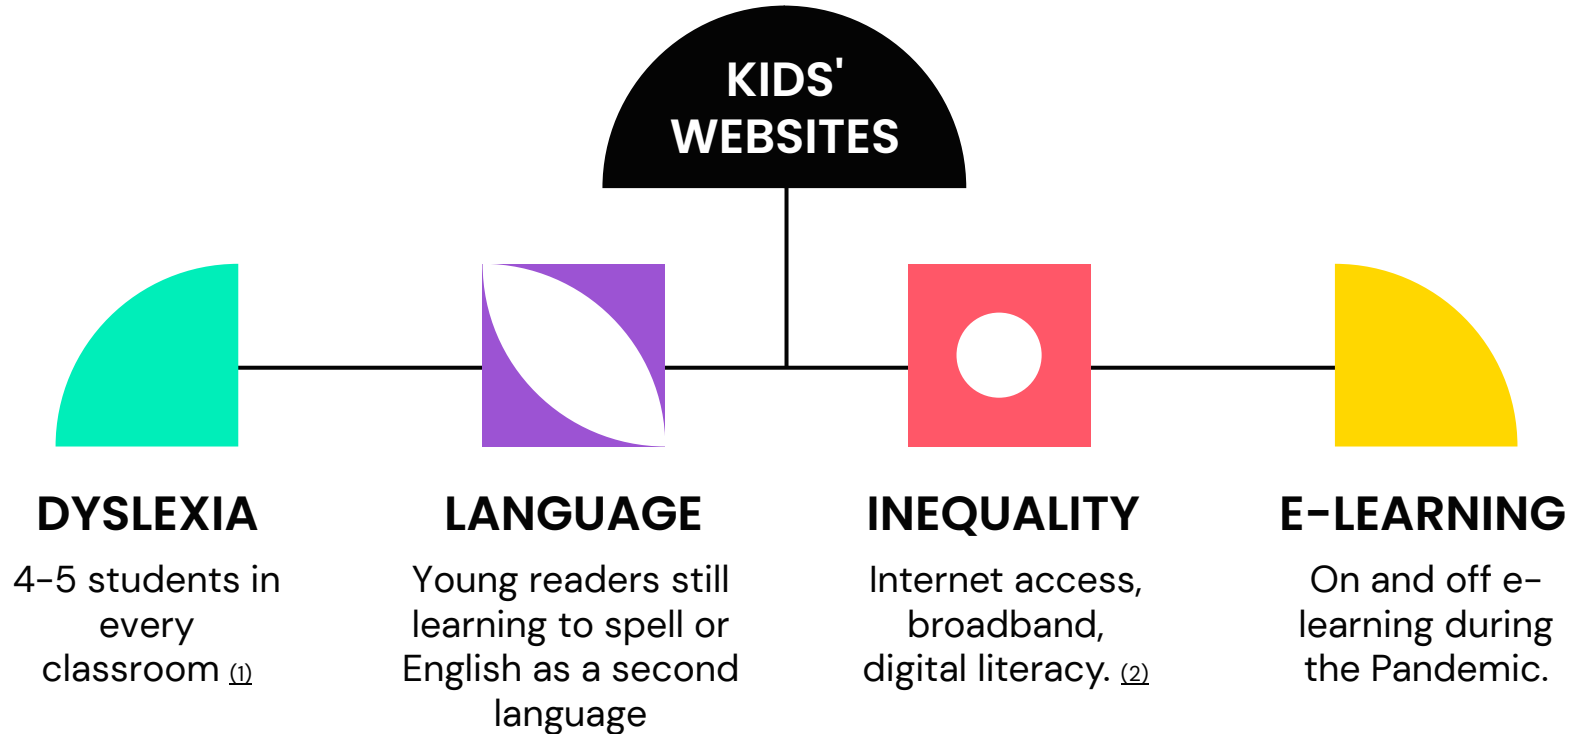 KIDS'
WEBSITES
DYSLEXIA
4-5 students in
every
classroom (1)
LANGUAGE
Young readers still
learning to spell or
English as a second
language
INEQUALITY
Internet access,
broadband,
digital literacy. (2)
E-LEARNING
On and off e-
learning during
the Pandemic.